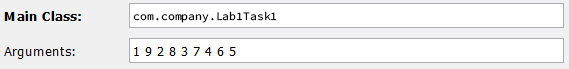 Main Class: com.company.Lab1Task1
Arguments: 1 9 2 8 3 7 4 6 5